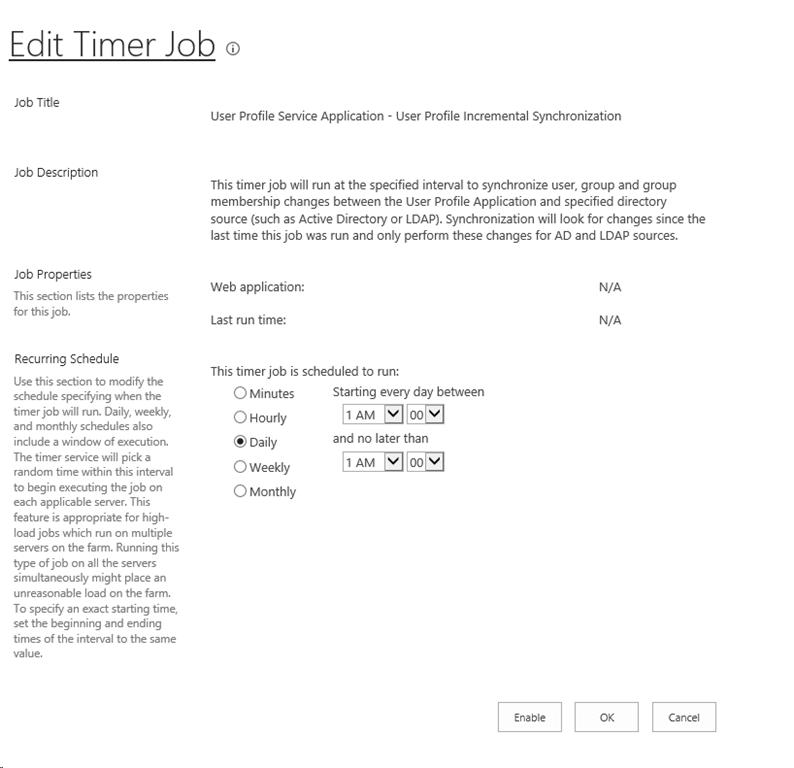 Edit Timer Job
Job Title
User Profile Service Application - User Profile Incremental Synchronization
Job Description
This timer job will run at the specified interval to synchronize user, group and group
membership changes between the User Profile Application and specified directory
source (such as Active Directory or LDAP). Synchronization will look for changes since the
last time this job was run and only perform these changes for AD and LDAP sources.
Job Properties
This section lists the properties
for this job.
Web application: N/A
Last run time: N/A
Recurring Schedule
Use this section to modify the
schedule specifying when the
timer job will run. Daily, weekly,
and monthly schedules also
include a window of execution.
The timer service will pick a
random time within this interval
to begin executing the job on
each applicable server. This
feature is appropriate for high-
load jobs which run on multiple
servers on the farm. Running this
type of job on all the servers
simultaneously might place an
unreasonable load on the farm.
To specify an exact starting time,
set the beginning and ending
times of the interval to the same
value.
This timer job is scheduled to run:
Minutes
Hourly
Daily
Weekly
Monthly
Starting every day between
1 AM 00
and no later than
1 AM 00
Enable OK Cancel